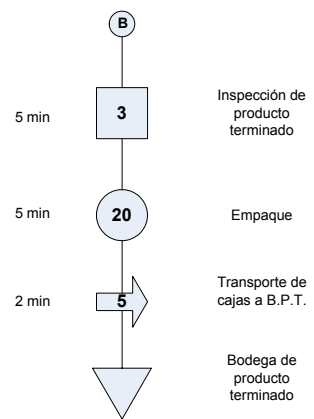 B
5 min
3
Inspección de
producto
terminado
5 min
20
Empaque
2 min
5
Transporte de
cajas a B.P.T.
Bodega de
producto
terminado